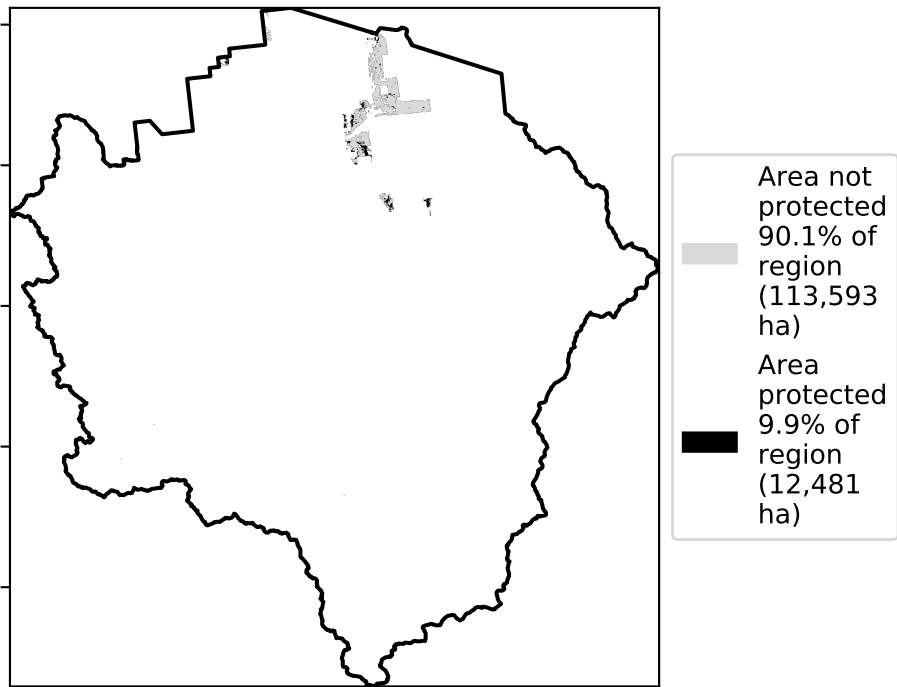 Area not
protected
90.1% of
region
(113,593
ha)
Area
protected
9.9% of
region
(12,481
ha)